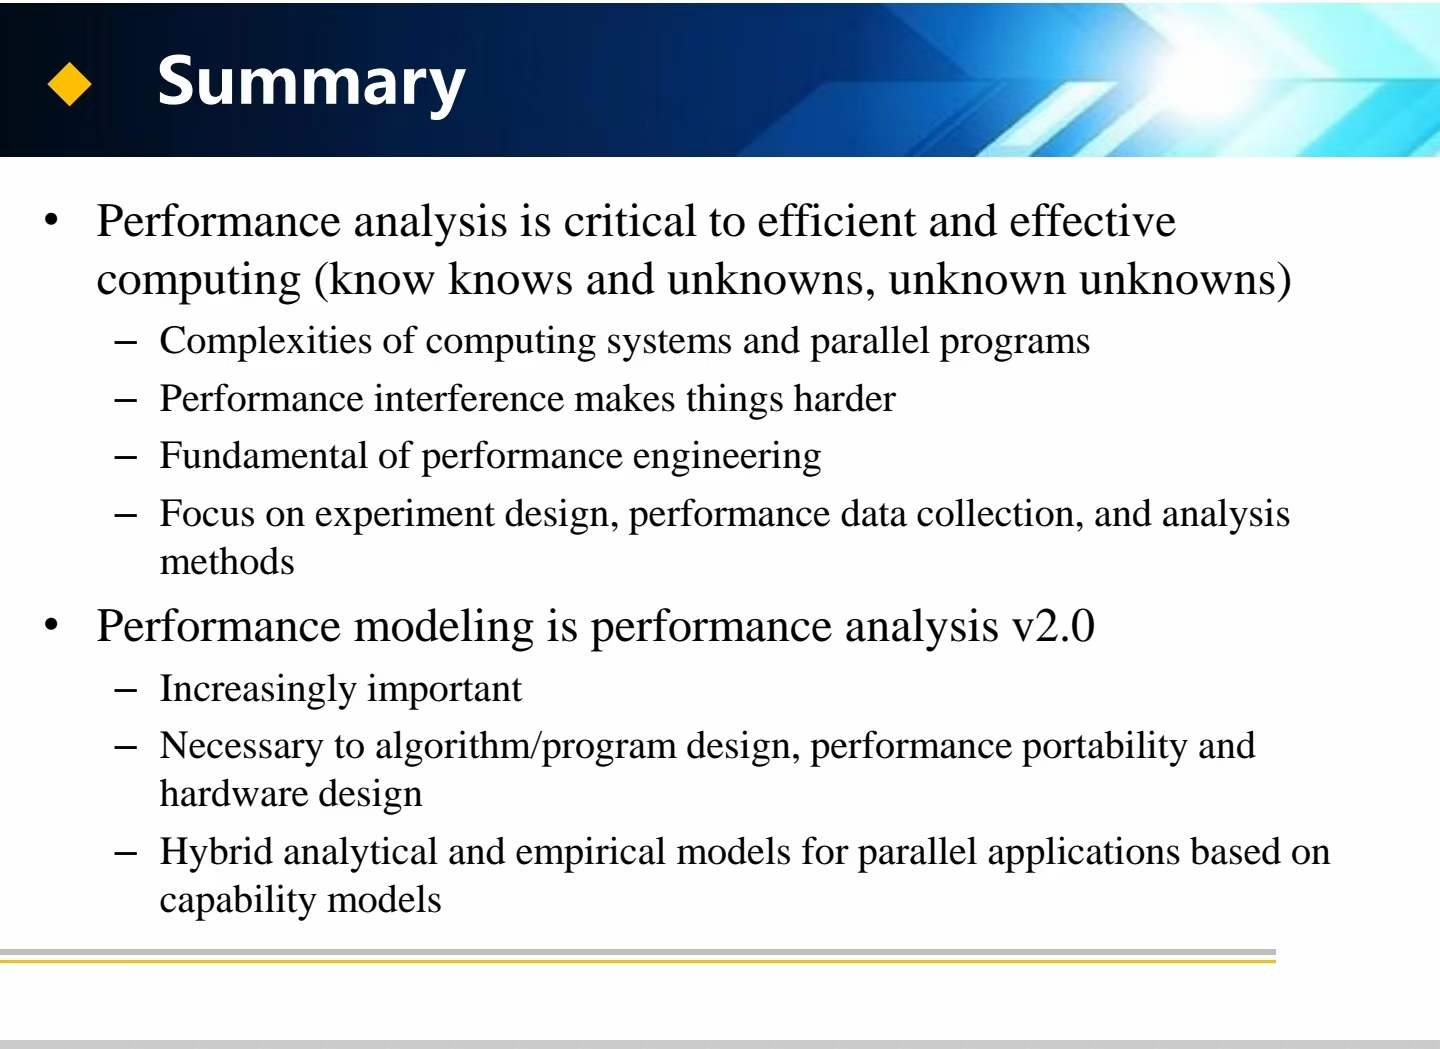 Summary
• Performance analysis is critical to efficient and effective
computing (know knows and unknowns, unknown unknowns)
– Complexities of computing systems and parallel programs
– Performance interference makes things harder
– Fundamental of performance engineering
– Focus on experiment design, performance data collection, and analysis
methods
• Performance modeling is performance analysis v2.0
– Increasingly important
– Necessary to algorithm/program design, performance portability and
hardware design
– Hybrid analytical and empirical models for parallel applications based on
capability models